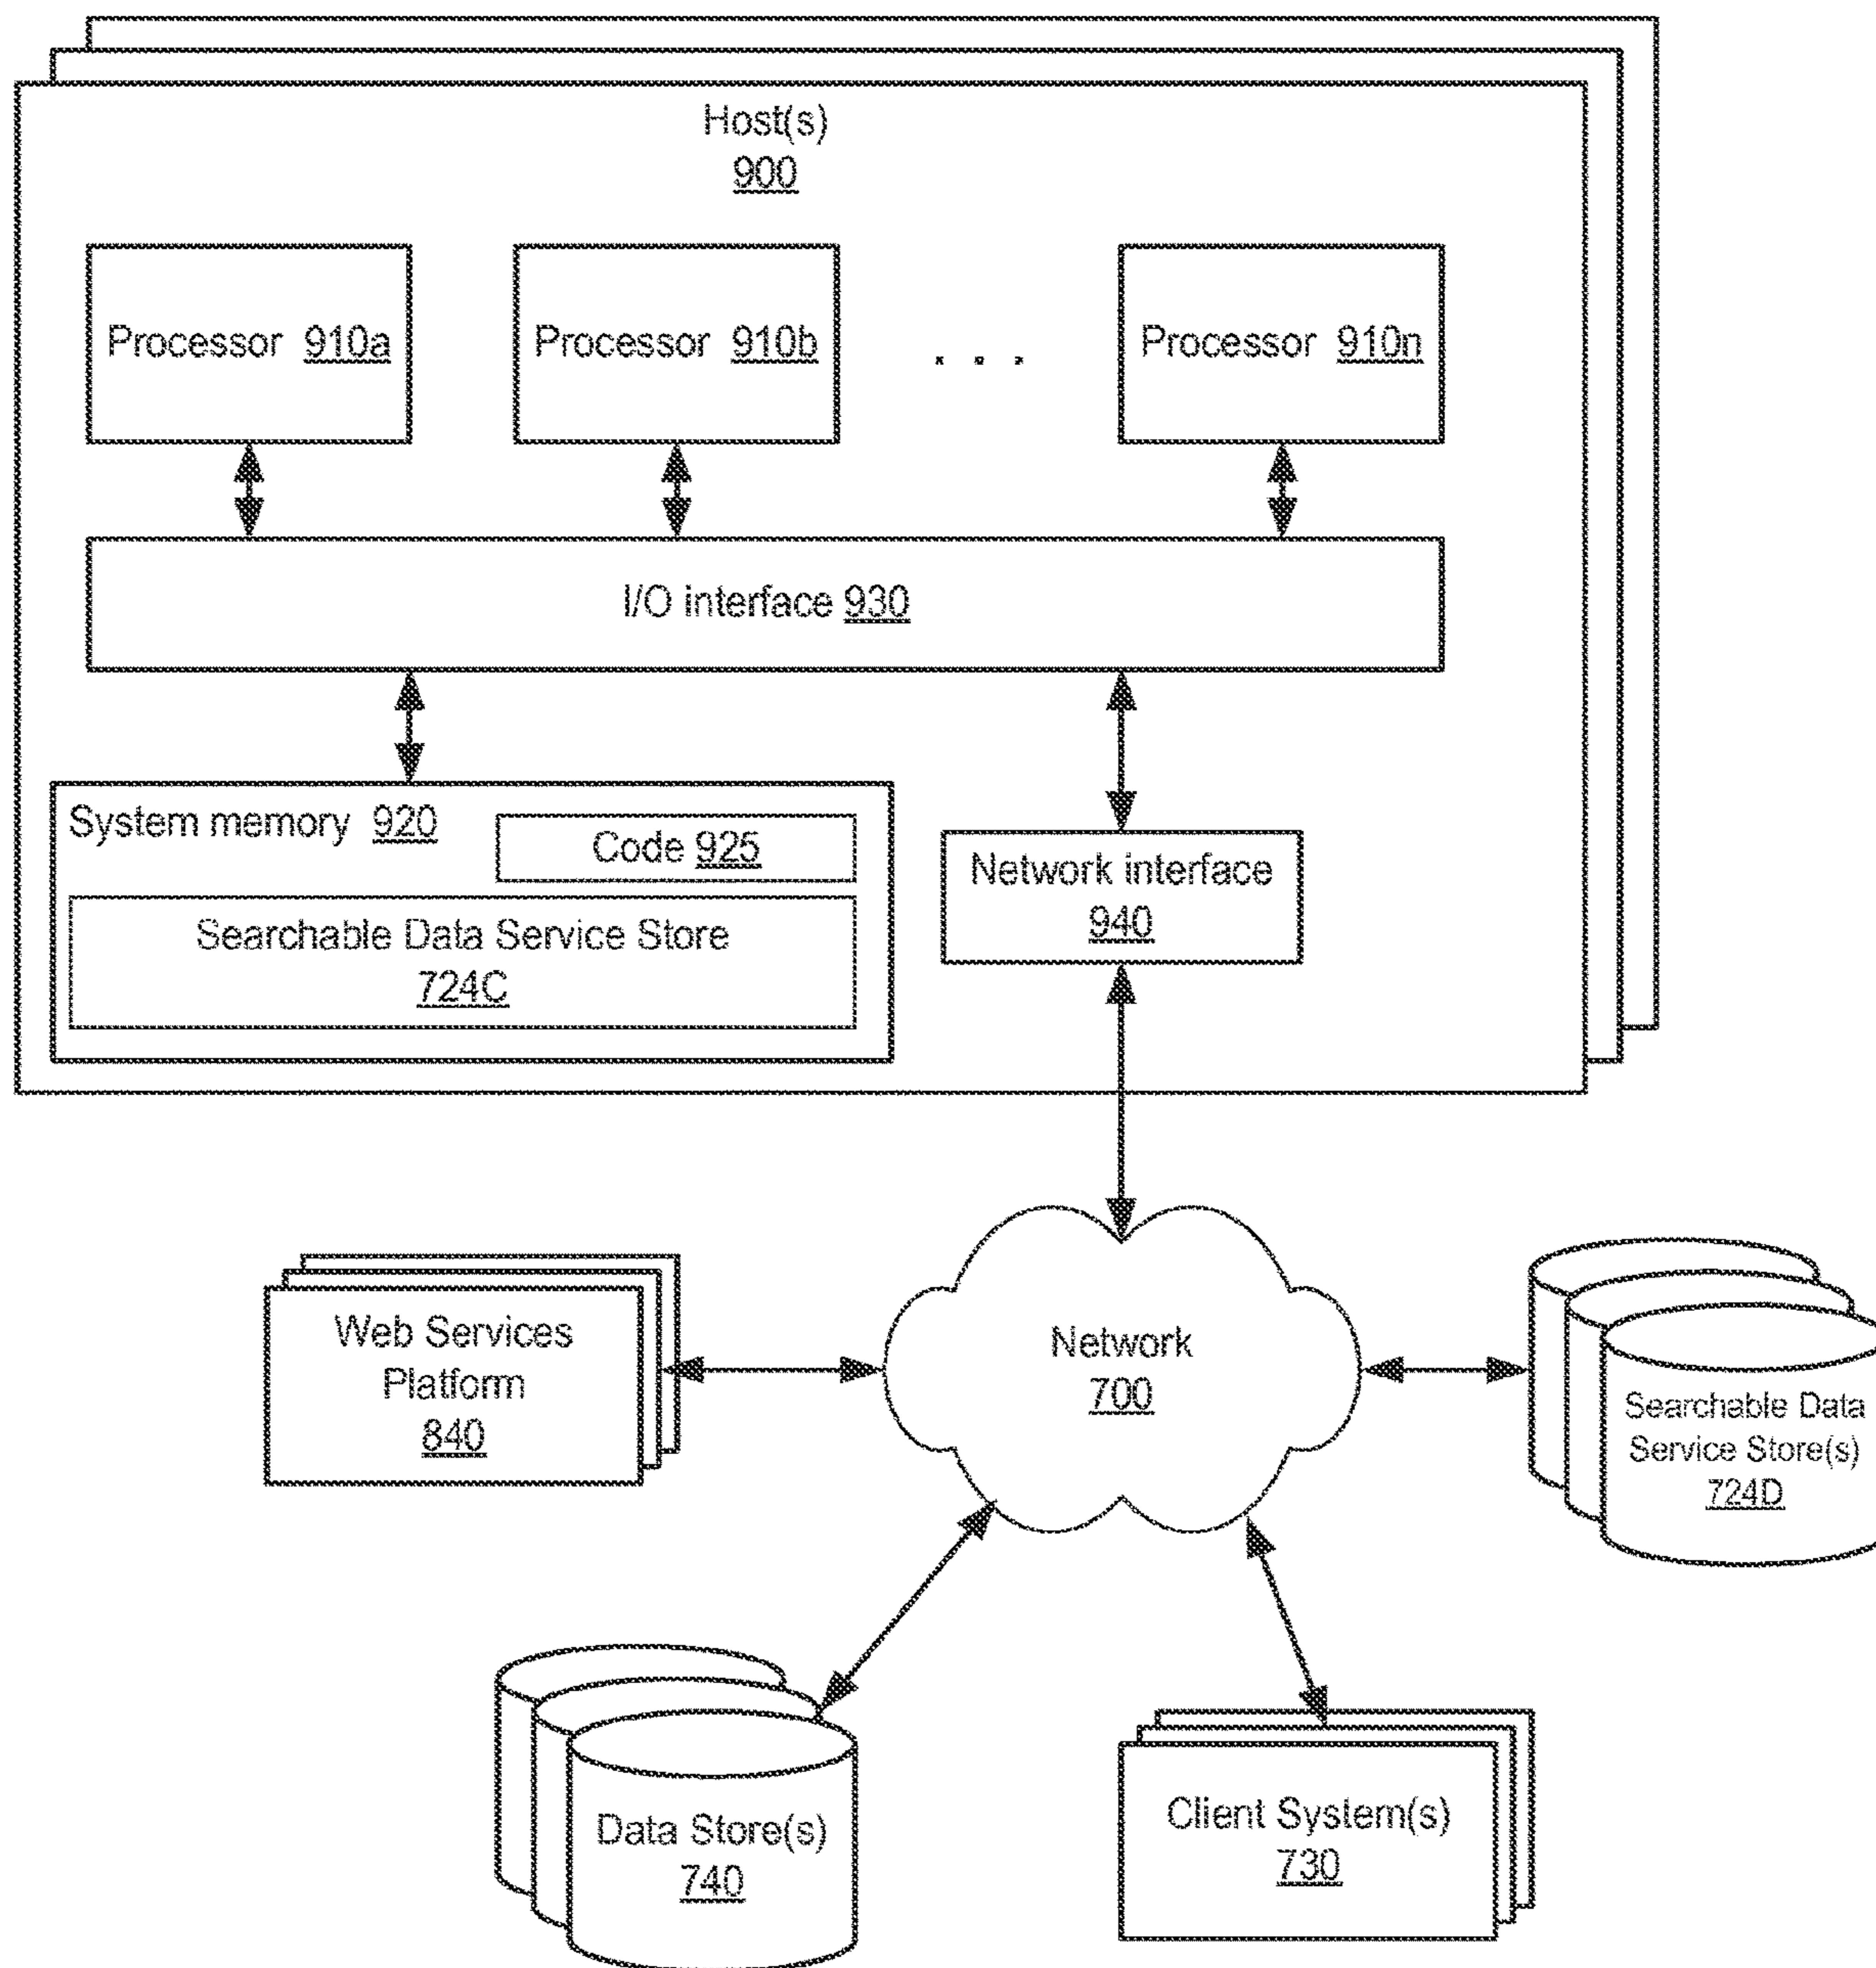 Host(s)
900
Processor 910a
Processor 910b
. . .
Processor 910n
I/O interface 930
System memory 920
Code 925
Searchable Data Service Store
724C
Network interface
940
Web Services
Platform
840
Network
700
Searchable Data
Service Store(s)
724D
Data Store(s)
740
Client System(s)
730